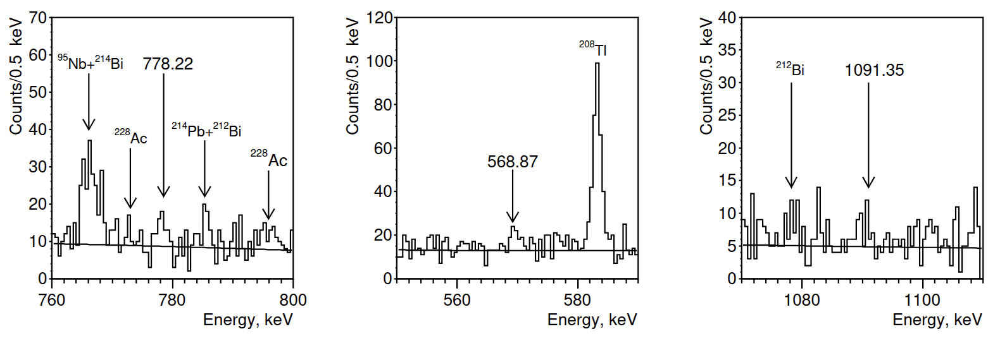 70
60
50
40
30
20
10
0
Counts/0.5 keV
⁹⁵Nb+²¹⁴Bi
778.22
²²⁸Ac
²¹⁴Pb+²¹²Bi
²²⁸Ac
760
780
800
Energy, keV
120
100
80
60
40
20
0
Counts/0.5 keV
568.87
²⁰⁸Tl
560
580
Energy, keV
40
35
30
25
20
15
10
5
0
Counts/0.5 keV
²¹²Bi
1091.35
1080
1100
Energy, keV